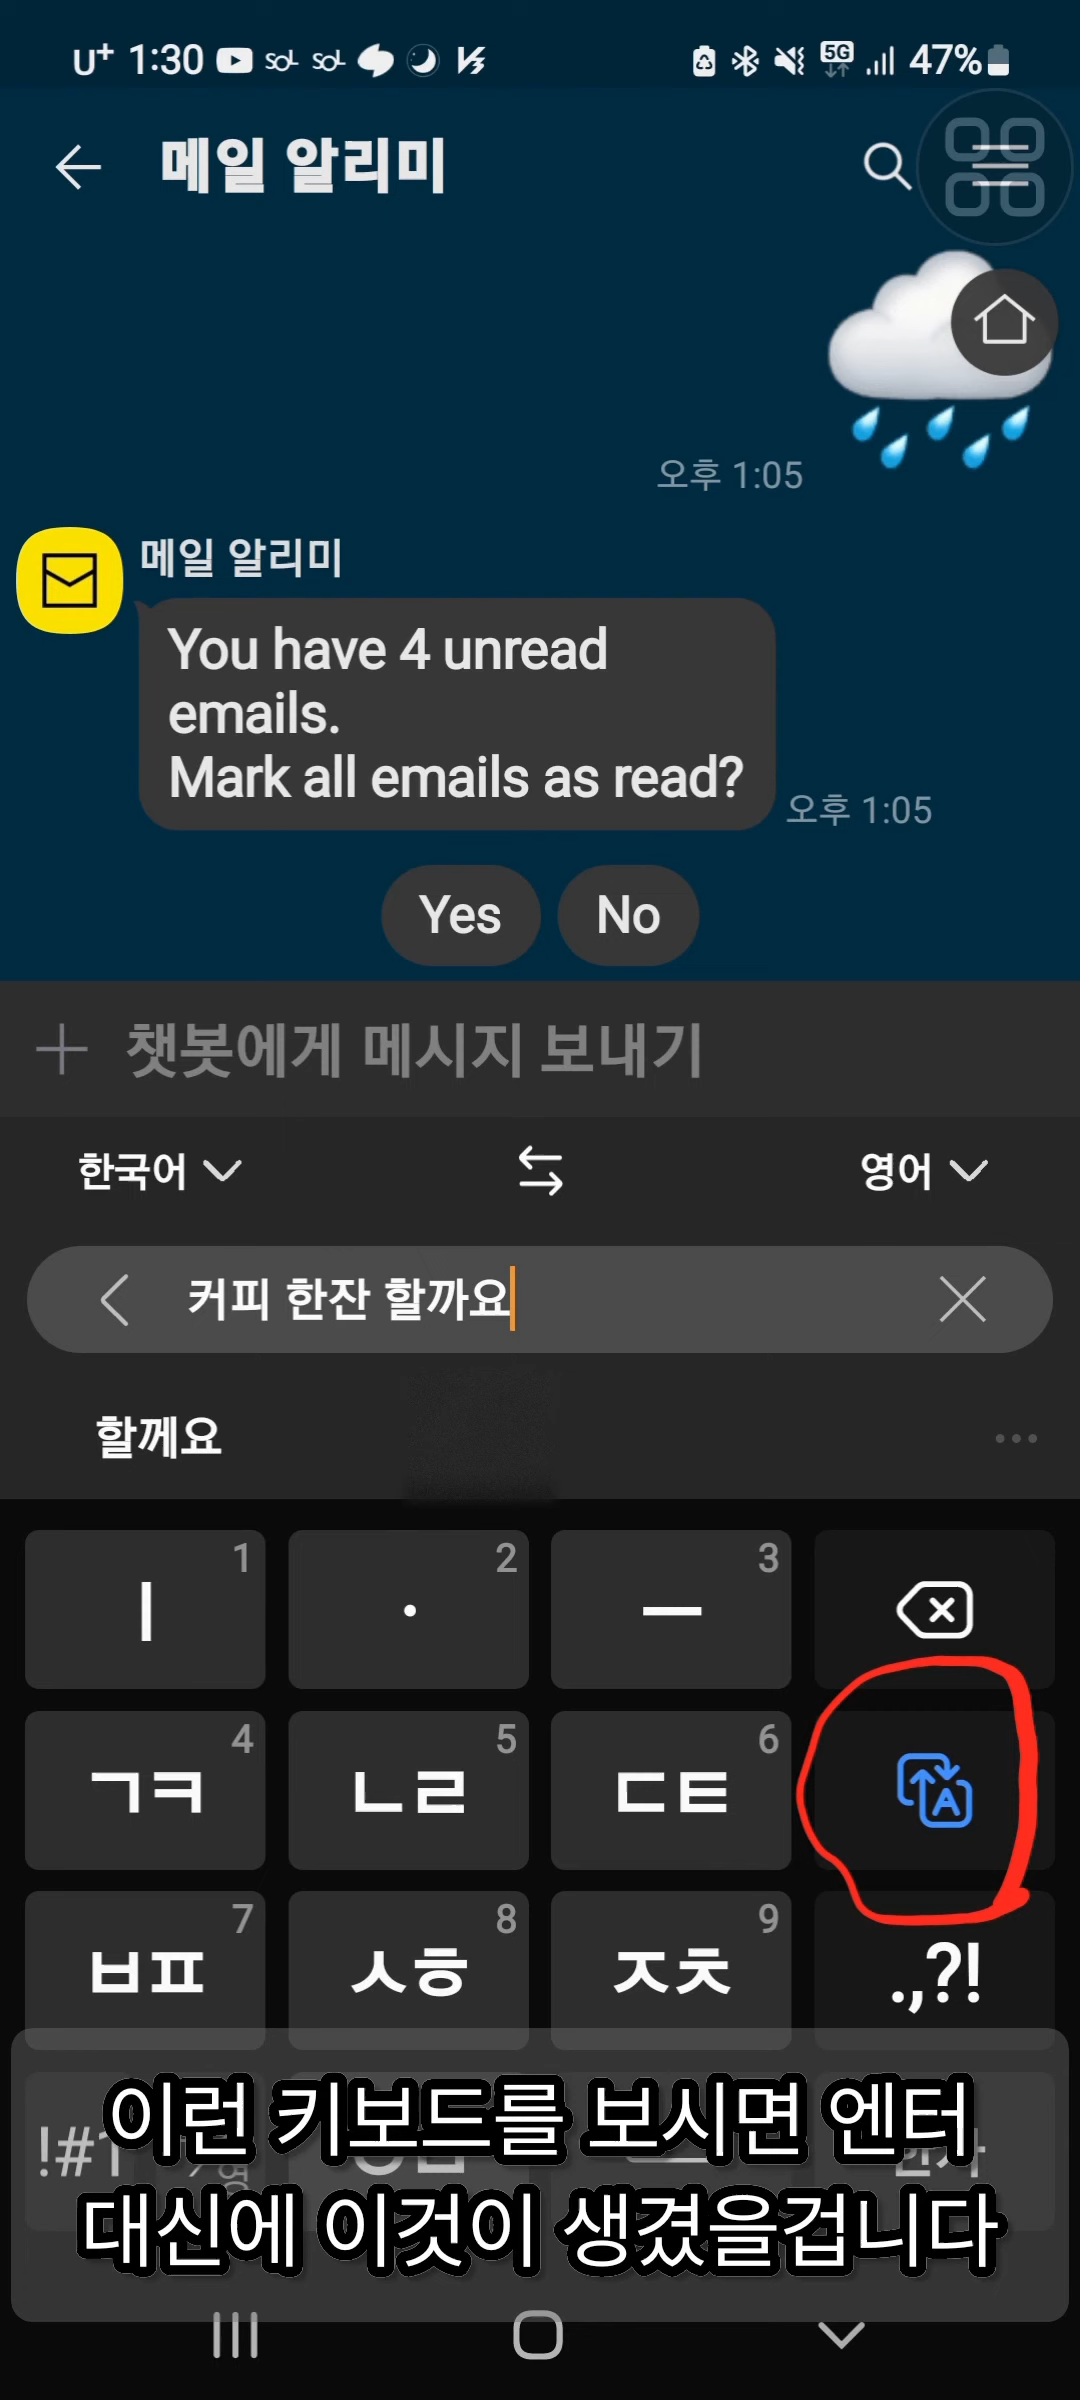 U+ 1:30 SOL SOL 5G 47%
메일 알리미
오후 1:05
메일 알리미
You have 4 unread
emails.
Mark all emails as read?
오후 1:05
Yes No
챗봇에게 메시지 보내기
한국어 영어
커피 한잔 할까요
할께요
1 2 3
ㅣ · ㅡ
4 5 6
ㄱㅋ ㄴㄹ ㄷㅌ A
7 8 9
ㅂㅍ ㅅㅎ ㅈㅊ .,?!
!#1
이런 키보드를 보시면 엔터
대신에 이것이 생겼을겁니다